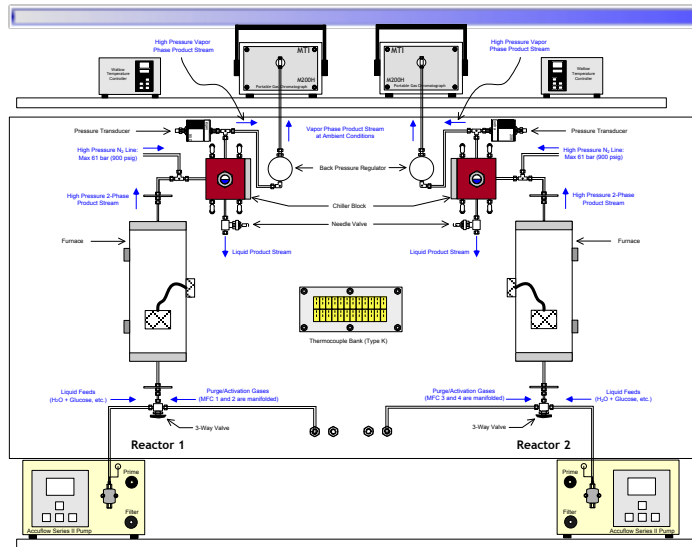 High Pressure Vapor
Phase Product Stream
MTI
M200H
Portable Gas Chromatograph
MTI
M200H
Portable Gas Chromatograph
High Pressure Vapor
Phase Product Stream
Watlow
Temperature
Controller
Watlow
Temperature
Controller
Pressure Transducer
Vapor Phase Product Stream
at Ambient Conditions
Pressure Transducer
High Pressure N₂ Line:
Max 61 bar (900 psig)
Back Pressure Regulator
High Pressure N₂ Line:
Max 61 bar (900 psig)
High Pressure 2-Phase
Product Stream
Chiller Block
High Pressure 2-Phase
Product Stream
Needle Valve
Furnace
Liquid Product Stream
Liquid Product Stream
Furnace
Thermocouple Bank (Type K)
Liquid Feeds
(H₂O + Glucose, etc.)
Purge/Activation Gases
(MFC 1 and 2 are manifolded)
Purge/Activation Gases
(MFC 3 and 4 are manifolded)
Liquid Feeds
(H₂O + Glucose, etc.)
3-Way Valve
3-Way Valve
Reactor 1
Reactor 2
Prime
Filter
Accuflow Series II Pump
Prime
Filter
Accuflow Series II Pump